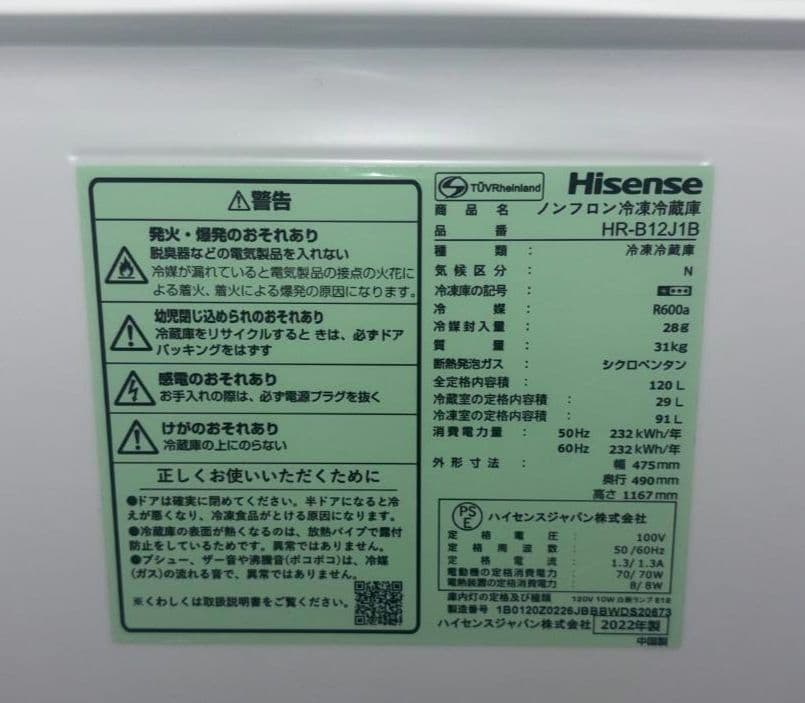 ⚠警告
発火・爆発のおそれあり
脱臭器などの電気製品を入れない
冷媒が漏れていると電気製品の接点の火花に
よる着火、着火による爆発の原因になります。
幼児閉じ込められのおそれあり
冷蔵庫をリサイクルすると きは、必ずドア
パッキングをはずす
感電のおそれあり
お手入れの際は、必ず電源プラグを抜く
けがのおそれあり
冷蔵庫の上にのらない
正しくお使いいただくために
●ドアは確実に閉めてください。半ドアになると冷
えが悪くなり、冷凍食品がとける原因になります。
●冷蔵庫の表面が熱くなるのは、放熱パイプで露付
防止をしているためです。異常ではありません。
●プシュー、ザー音や沸騰音(ポコポコ)は、冷媒
(ガス)の流れる音で、異常ではありません。
※くわしくは取扱説明書をご覧ください。
TÜVRheinland Hisense
商品名 ノンフロン冷凍冷蔵庫
品番 HR-B12J1B
種類: 冷凍冷蔵庫
気候区分: N
冷凍庫の記号:
冷媒: R600a
冷媒封入量: 28g
質量: 31kg
断熱発泡ガス: シクロペンタン
全定格内容積: 120 L
冷蔵室の定格内容積: 29 L
冷凍室の定格内容積: 91 L
消費電力量: 50Hz 232 kWh/年
60Hz 232 kWh/年
外形寸法: 幅 475mm
奥行 490mm
高さ 1167mm
PSE ハイセンスジャパン株式会社
定格電圧: 100V
定格周波数: 50/60Hz
定格電流: 1.3/ 1.3A
電動機の定格消費電力: 70/ 70W
電熱装置の定格消費電力: 8/ 8W
庫内灯の定格及び種類 120V 10W 白熱ランプ E12
製造番号 1B0120Z0226JBBBWDS20673
ハイセンスジャパン株式会社 2022年製
中国製